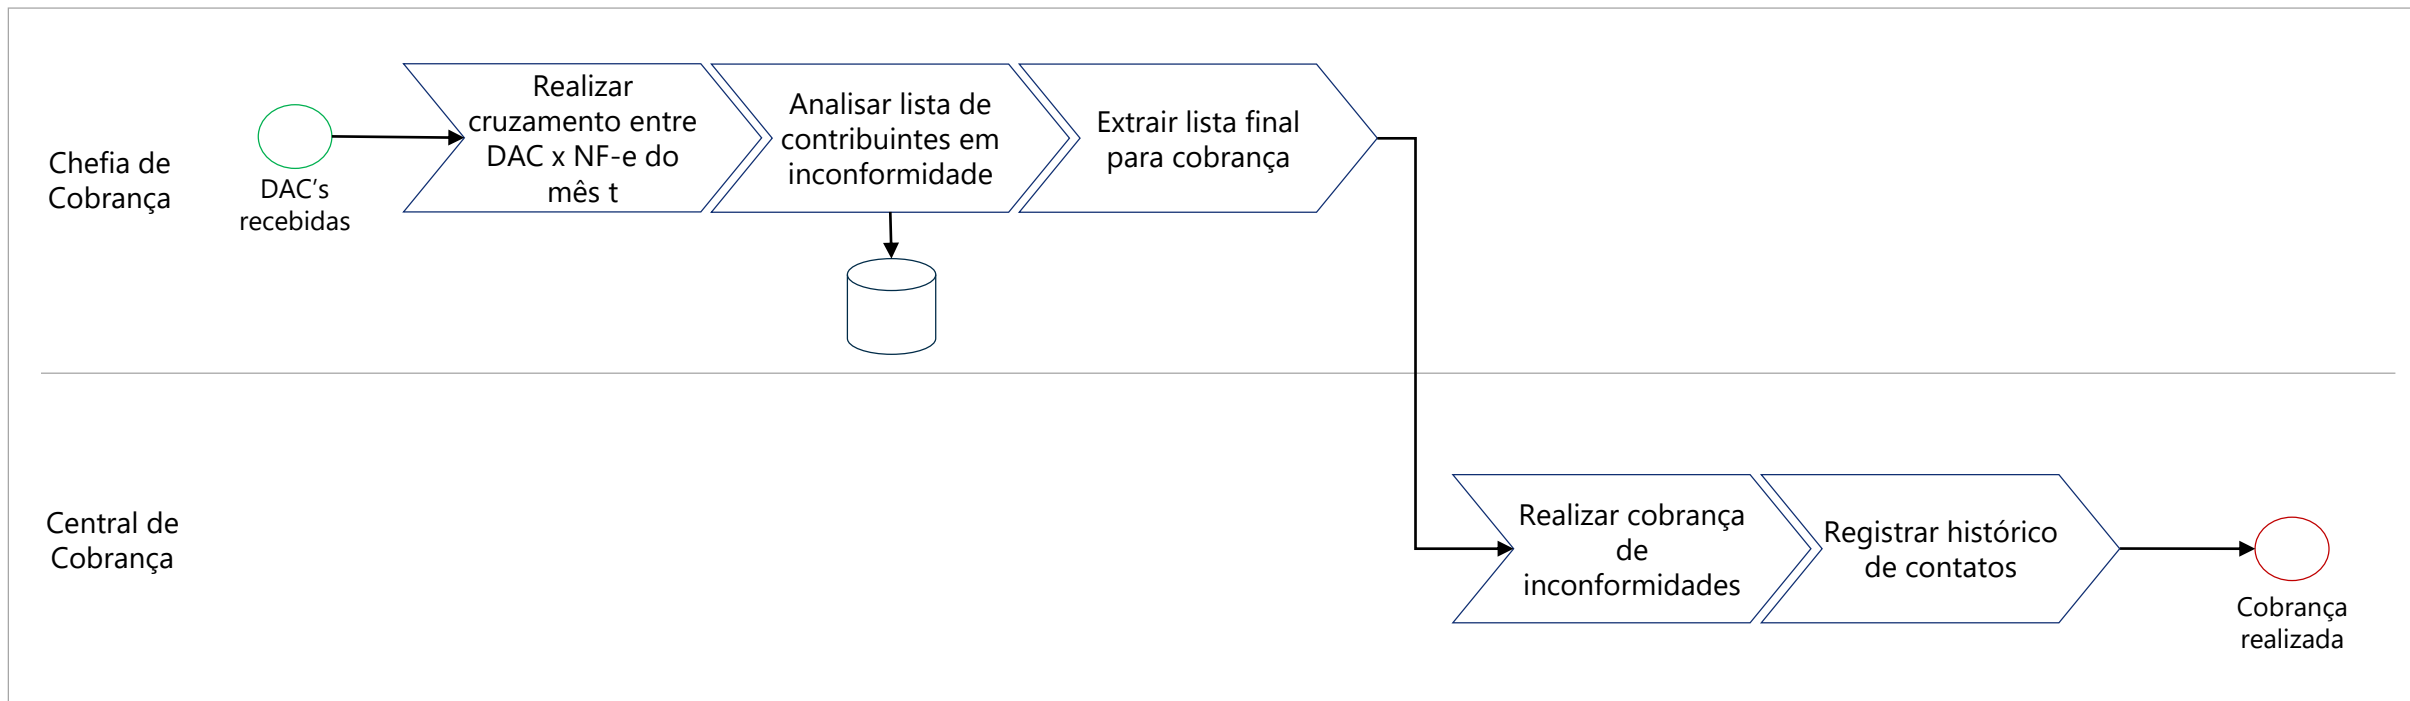 Chefia de
Cobrança
DAC’s
recebidas
Realizar
cruzamento entre
DAC x NF-e do
mês t
Analisar lista de
contribuintes em
inconformidade
Extrair lista final
para cobrança
Central de
Cobrança
Realizar cobrança
de
inconformidades
Registrar histórico
de contatos
Cobrança
realizada